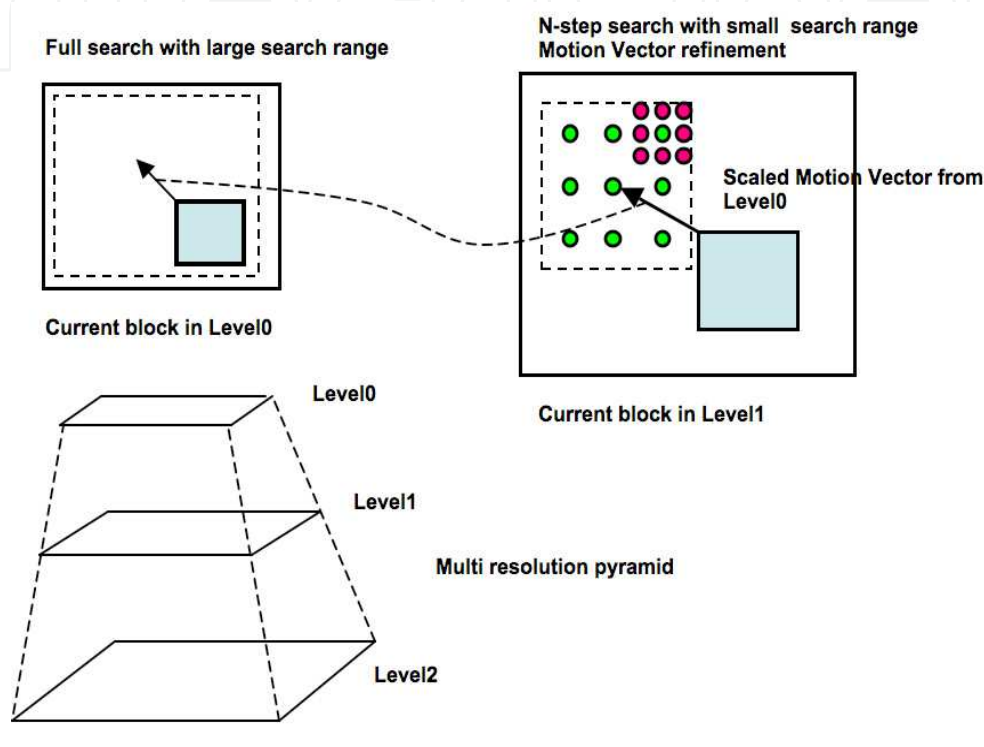 Full search with large search range
N-step search with small search range
Motion Vector refinement
Scaled Motion Vector from
Level0
Current block in Level0
Current block in Level1
Level0
Level1
Multi resolution pyramid
Level2